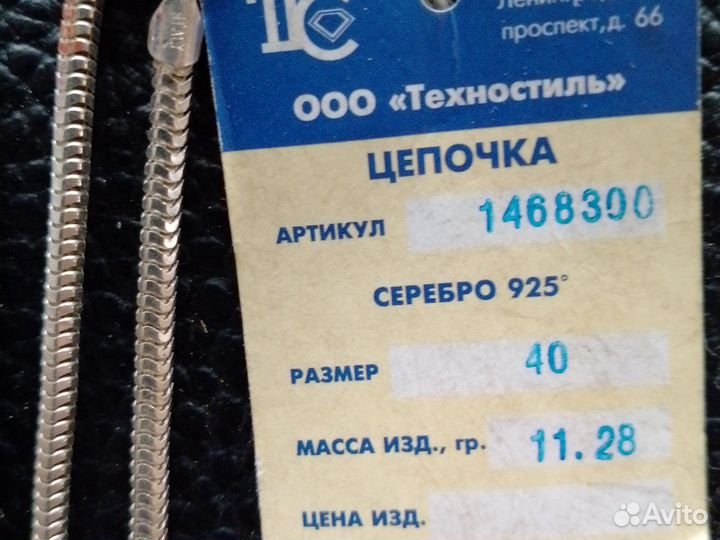 ТС
проспект, д. 66
ООО «Техностиль»
ЦЕПОЧКА
АРТИКУЛ 1468300
СЕРЕБРО 925°
РАЗМЕР 40
МАССА ИЗД., гр. 11.28
ЦЕНА ИЗД.
Avito